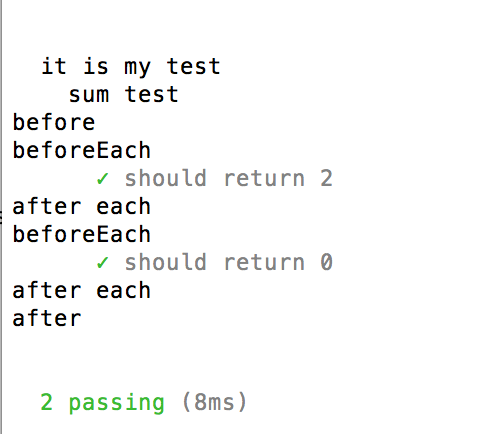 it is my test
sum test
before
beforeEach
✓ should return 2
after each
beforeEach
✓ should return 0
after each
after
2 passing (8ms)